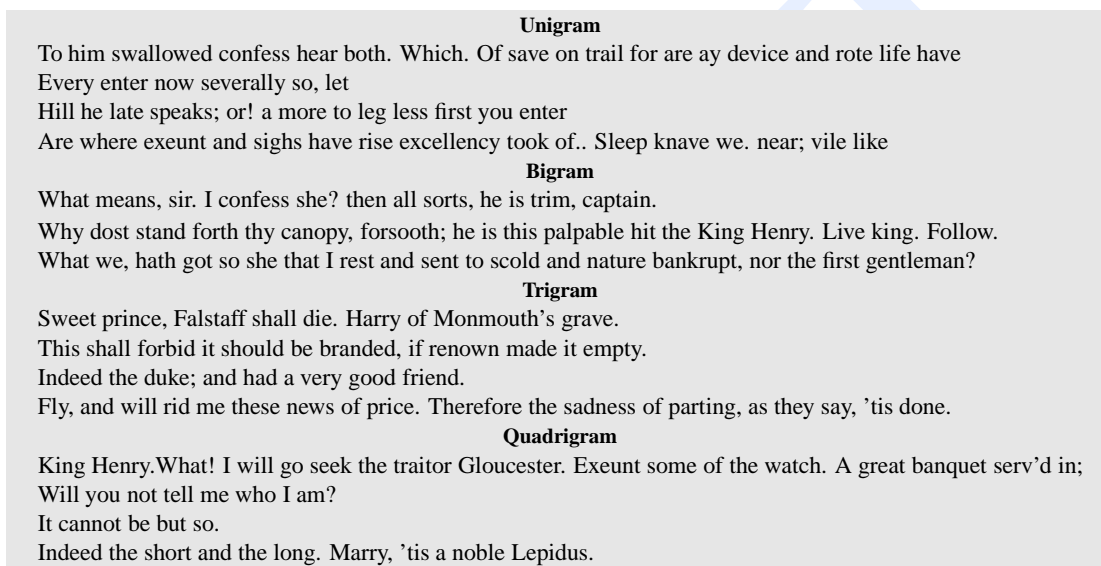 Unigram
To him swallowed confess hear both. Which. Of save on trail for are ay device and rote life have
Every enter now severally so, let
Hill he late speaks; or! a more to leg less first you enter
Are where exeunt and sighs have rise excellency took of.. Sleep knave we. near; vile like
Bigram
What means, sir. I confess she? then all sorts, he is trim, captain.
Why dost stand forth thy canopy, forsooth; he is this palpable hit the King Henry. Live king. Follow.
What we, hath got so she that I rest and sent to scold and nature bankrupt, nor the first gentleman?
Trigram
Sweet prince, Falstaff shall die. Harry of Monmouth’s grave.
This shall forbid it should be branded, if renown made it empty.
Indeed the duke; and had a very good friend.
Fly, and will rid me these news of price. Therefore the sadness of parting, as they say, ’tis done.
Quadrigram
King Henry.What! I will go seek the traitor Gloucester. Exeunt some of the watch. A great banquet serv’d in;
Will you not tell me who I am?
It cannot be but so.
Indeed the short and the long. Marry, ’tis a noble Lepidus.